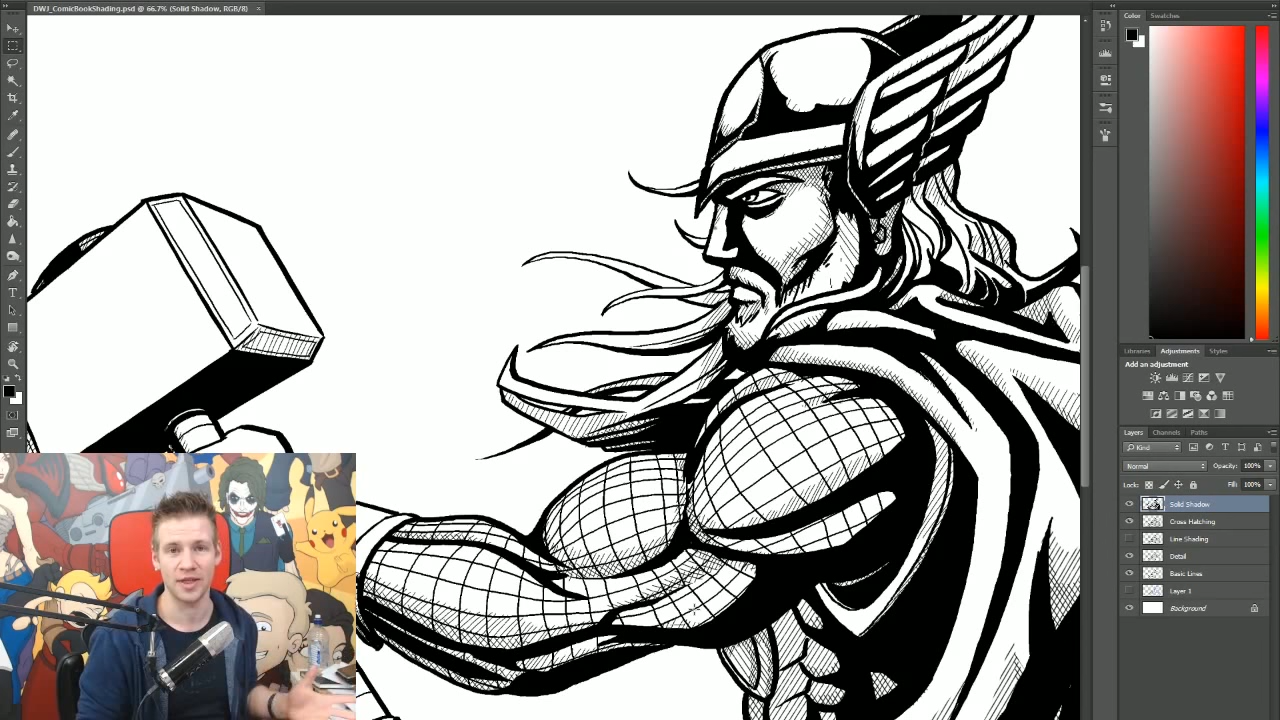 DWJ_ComicBookShading.psd @ 66.7% (Solid Shadow, RGB/8)
Color
Swatches
Libraries
Adjustments
Styles
Add an adjustment
Layers
Channels
Paths
Kind
Normal
Opacity: 100%
Lock:
Fill: 100%
Solid Shadow
Cross Hatching
Line Shading
Detail
Basic Lines
Layer 1
Background